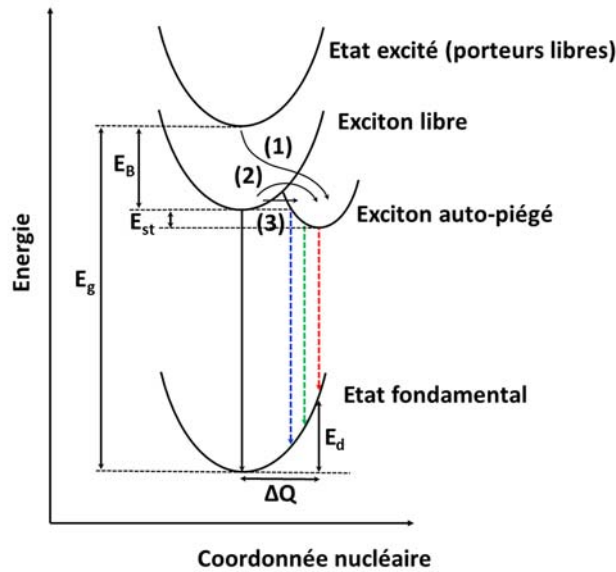 Etat excité (porteurs libres)
Exciton libre
(1)
E_B
(2)
Exciton auto-piégé
E_st
(3)
Energie
E_g
Etat fondamental
E_d
ΔQ
Coordonnée nucléaire